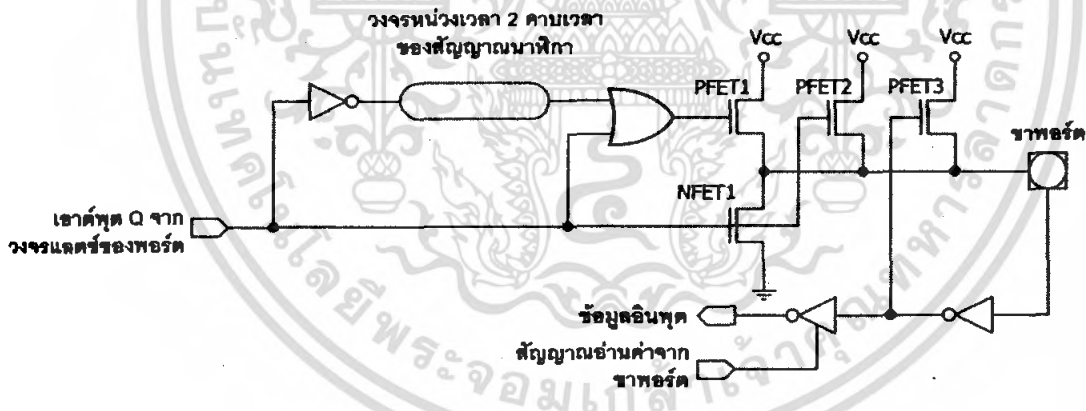 วงจรหน่วงเวลา 2 คาบเวลา
ของสัญญาณนาฬิกา
Vcc
Vcc
Vcc
PFET1
PFET2
PFET3
ขาพอร์ต
NFET1
เอาต์พุต Q จาก
วงจรแลตช์ของพอร์ต
ข้อมูลอินพุต
สัญญาณอ่านค่าจาก
ขาพอร์ต